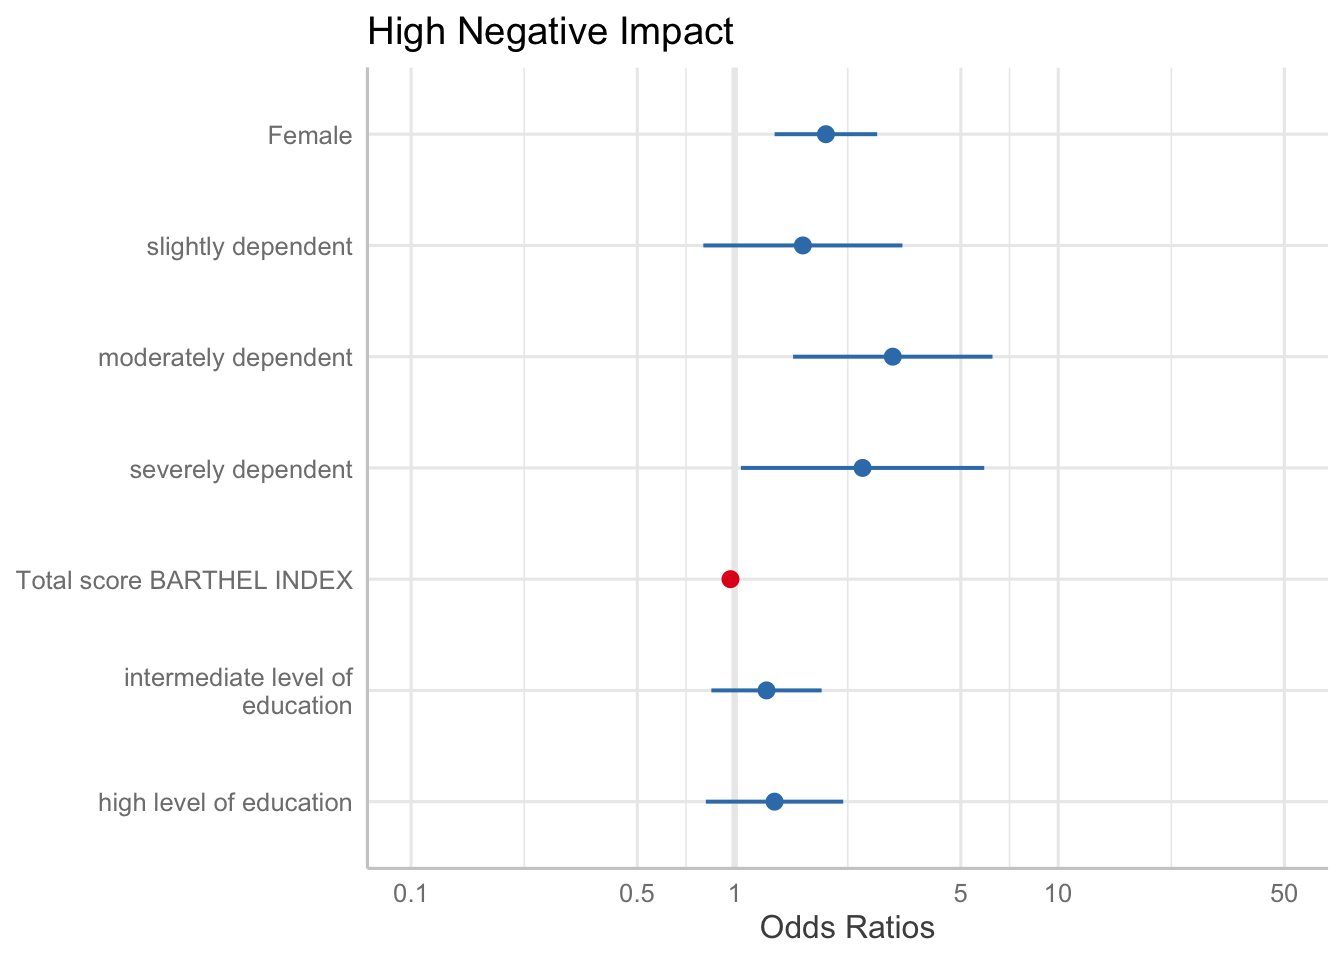 High Negative Impact
Female
slightly dependent
moderately dependent
severely dependent
Total score BARTHEL INDEX
intermediate level of
education
high level of education
0.1 0.5 1 5 10 50
Odds Ratios